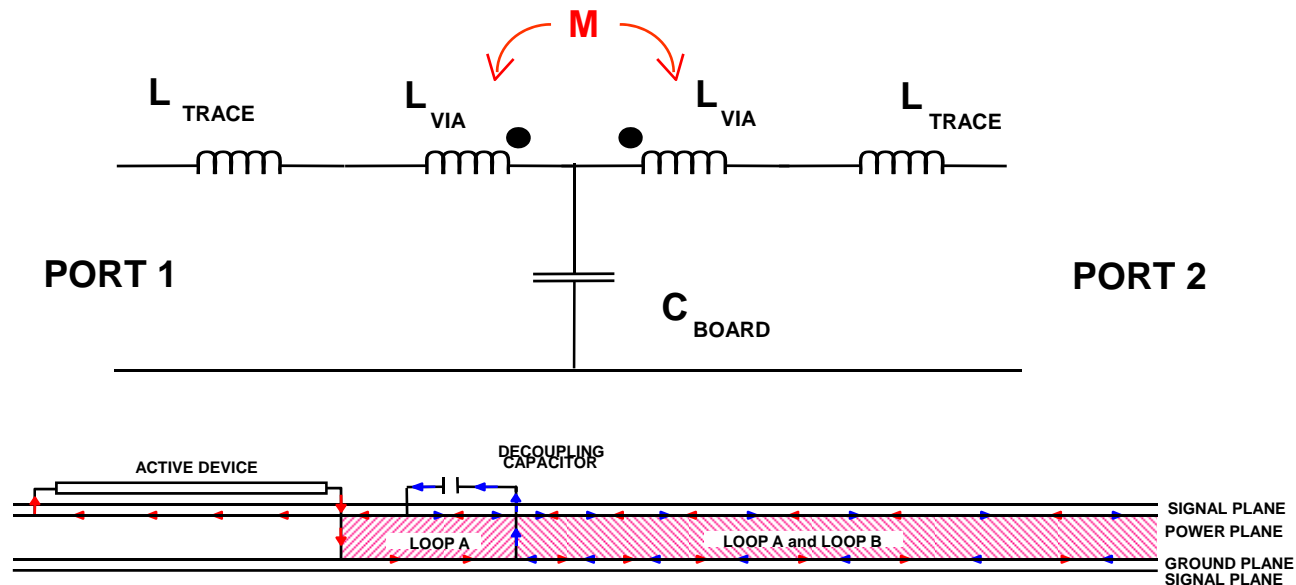 M
L TRACE
L VIA
L VIA
L TRACE
PORT 1
PORT 2
C BOARD
DECOUPLING
CAPACITOR
ACTIVE DEVICE
SIGNAL PLANE
POWER PLANE
LOOP A
LOOP A and LOOP B
GROUND PLANE
SIGNAL PLANE